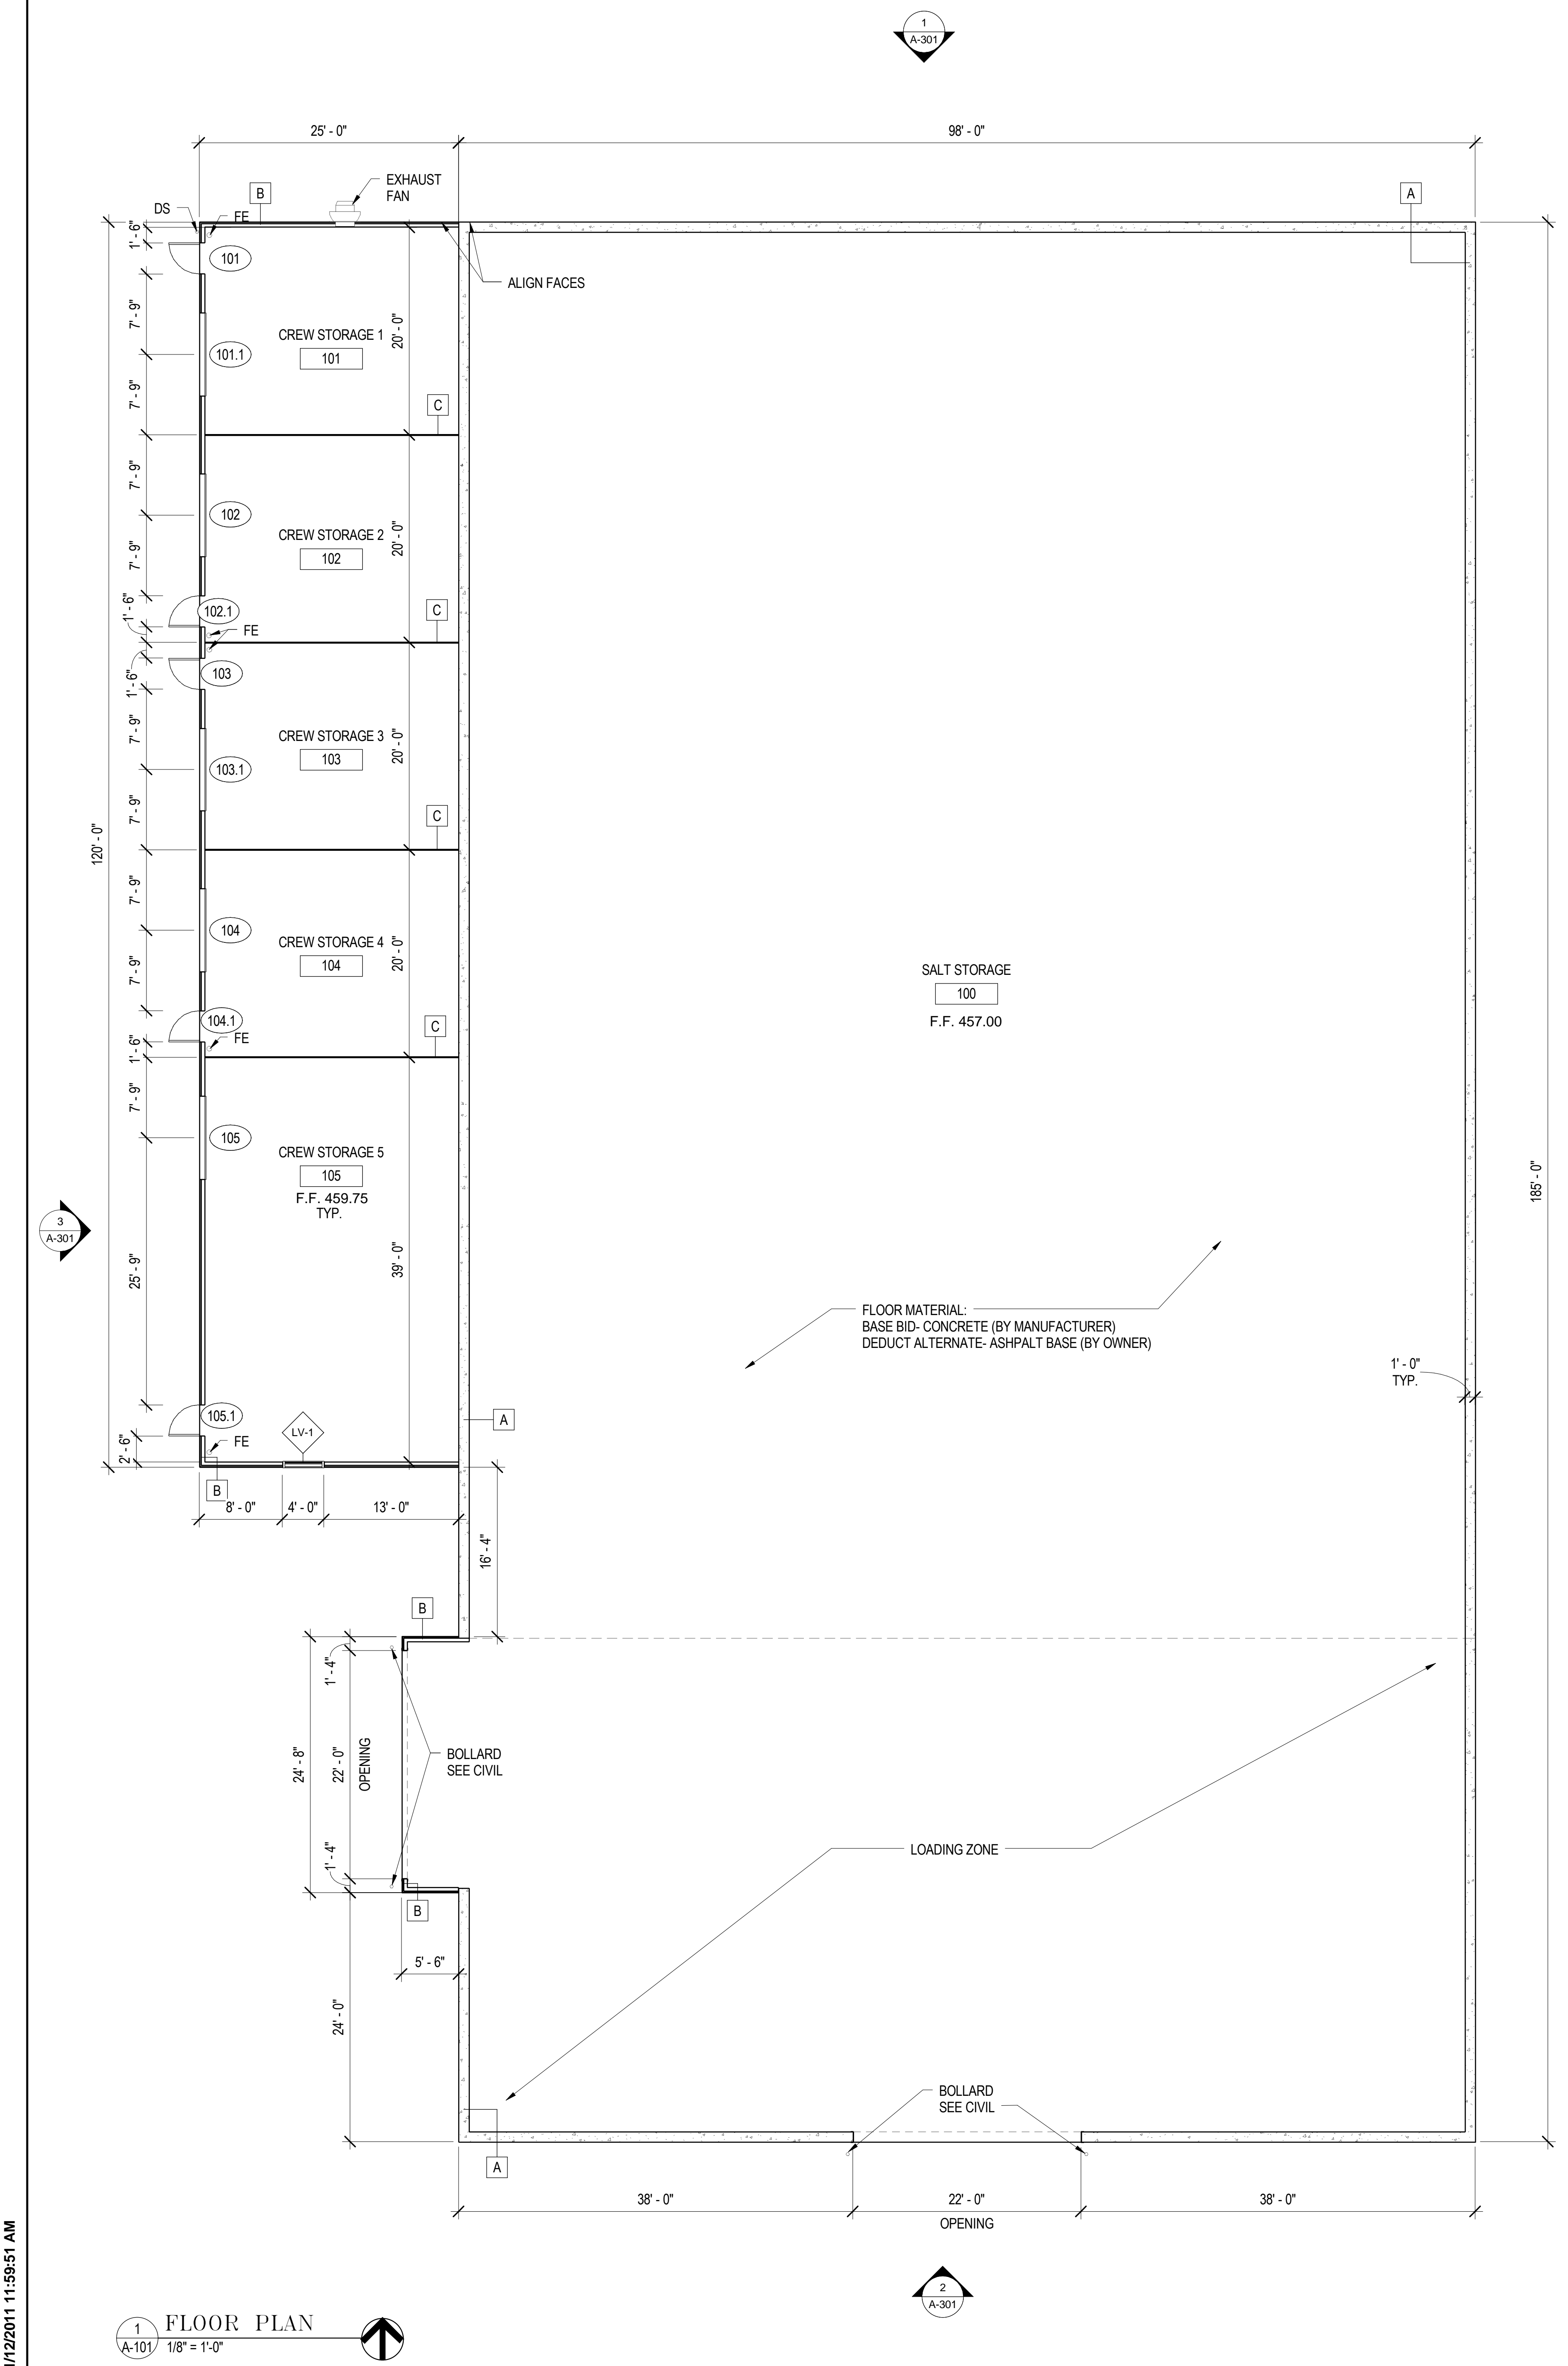 1
A-301
25' - 0"
98' - 0"
EXHAUST
FAN
B
A
DS
FE
1' - 6"
101
ALIGN FACES
7' - 9"
CREW STORAGE 1
101
20' - 0"
101.1
7' - 9"
C
7' - 9"
102
CREW STORAGE 2
102
20' - 0"
7' - 9"
1' - 6"
102.1
C
FE
1' - 6"
103
7' - 9"
CREW STORAGE 3
103
20' - 0"
103.1
7' - 9"
C
120' - 0"
7' - 9"
104
CREW STORAGE 4
104
20' - 0"
7' - 9"
SALT STORAGE
100
F.F. 457.00
104.1
FE
C
1' - 6"
7' - 9"
105
CREW STORAGE 5
105
F.F. 459.75
TYP.
185' - 0"
3
A-301
25' - 9"
39' - 0"
FLOOR MATERIAL:
BASE BID- CONCRETE (BY MANUFACTURER)
DEDUCT ALTERNATE- ASHPALT BASE (BY OWNER)
1' - 0"
TYP.
105.1
A
LV-1
FE
2' - 6"
B
8' - 0"
4' - 0"
13' - 0"
16' - 4"
B
1' - 4"
24' - 8"
22' - 0"
OPENING
BOLLARD
SEE CIVIL
1' - 4"
LOADING ZONE
B
5' - 6"
24' - 0"
BOLLARD
SEE CIVIL
A
38' - 0"
22' - 0"
OPENING
38' - 0"
2
A-301
1
A-101
FLOOR PLAN
1/8" = 1'-0"
/12/2011 11:59:51 AM